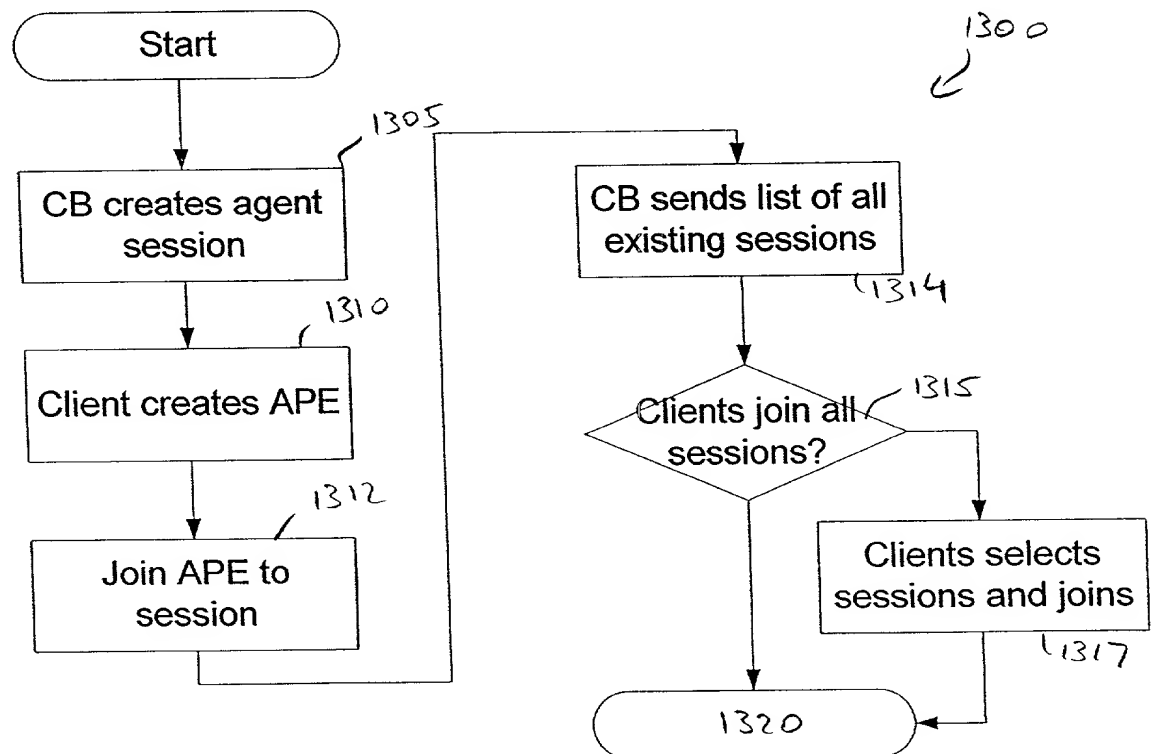 Start
1300
1305
CB creates agent
session
1310
Client creates APE
1312
Join APE to
session
CB sends list of all
existing sessions
1314
Clients join all
sessions?
1315
Clients selects
sessions and joins
1317
1320